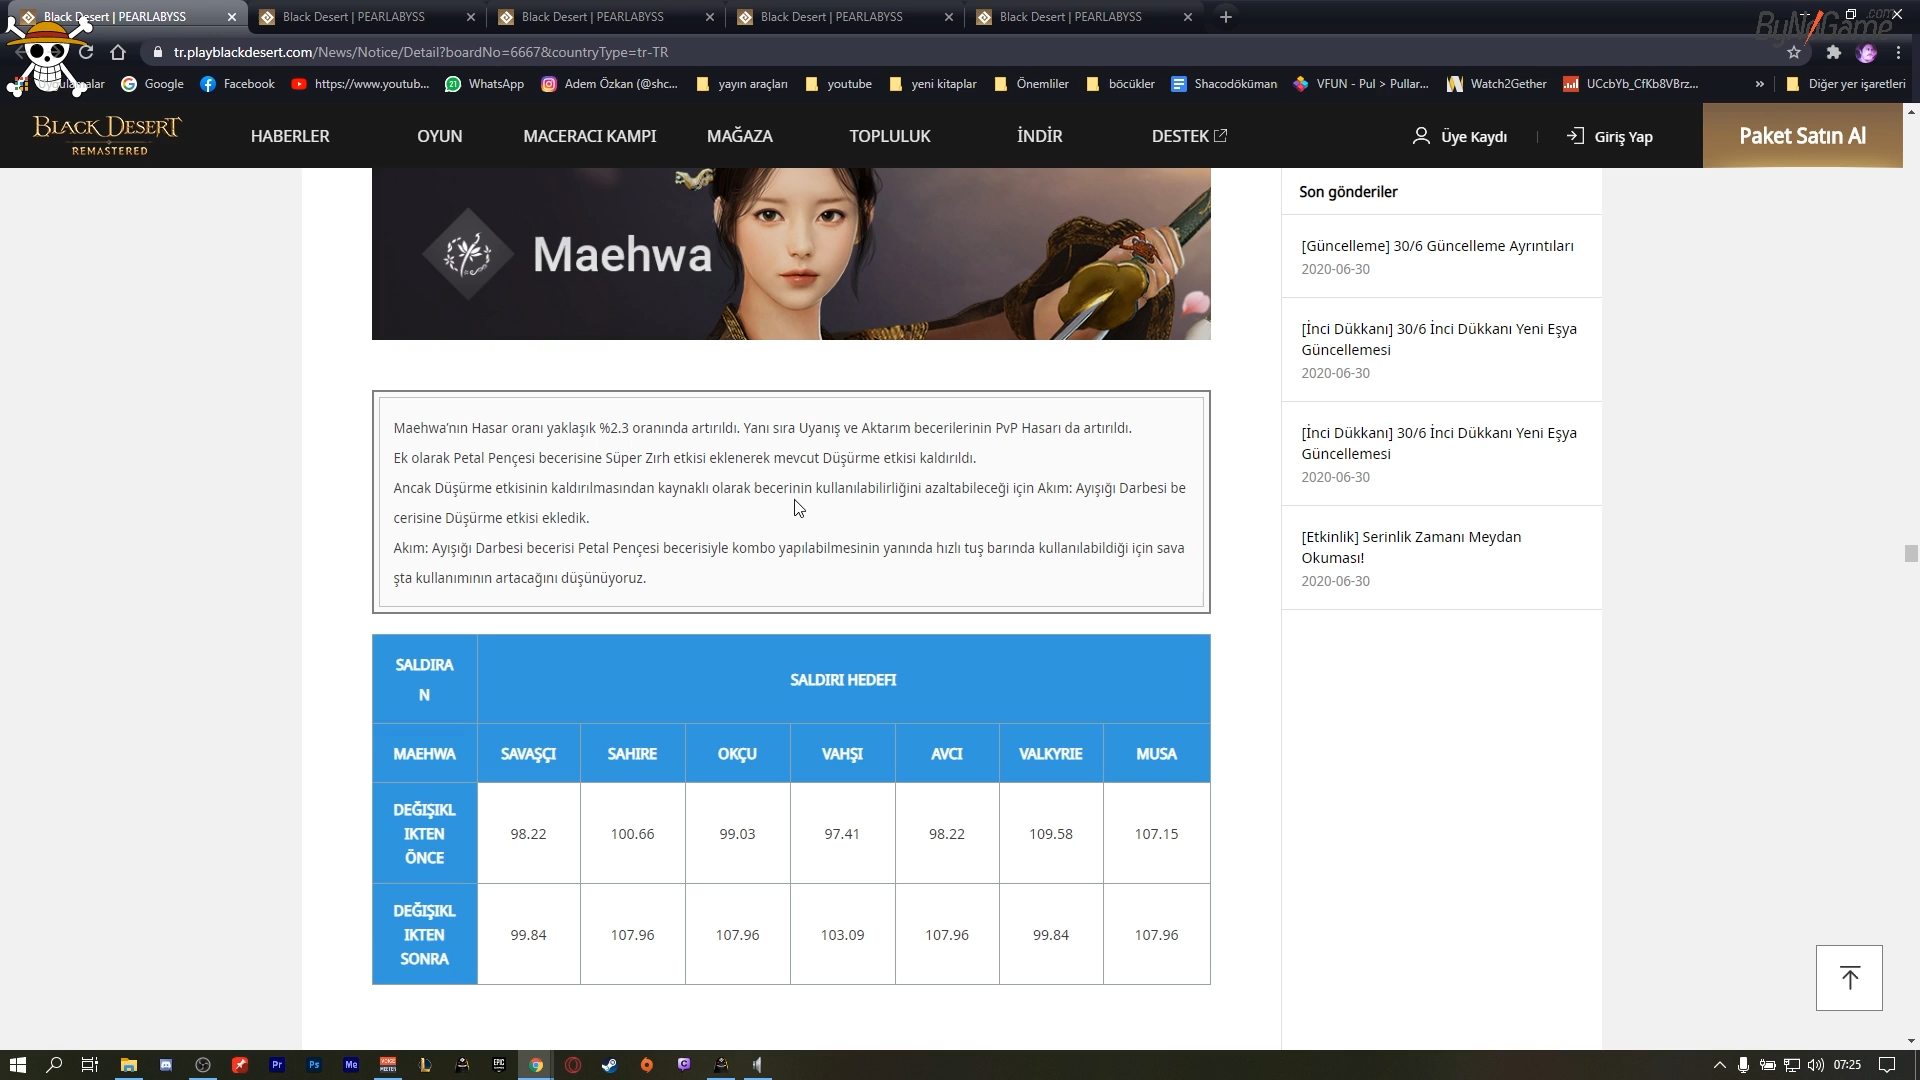 Black Desert | PEARLABYSS
Black Desert | PEARLABYSS
Black Desert | PEARLABYSS
Black Desert | PEARLABYSS
Black Desert | PEARLABYSS
ByNoGame.com
tr.playblackdesert.com/News/Notice/Detail?boardNo=6667&countryType=tr-TR
Google
Facebook
https://www.youtub...
WhatsApp
Adem Özkan (@shc...
yayın araçları
youtube
yeni kitaplar
Önemliler
böcükler
Shacodöküman
VFUN - Pul > Pullar...
Watch2Gether
UCcbYb_CfKb8VBrz...
»
Diğer yer işaretleri
BLACK DESERT
REMASTERED
HABERLER
OYUN
MACERACI KAMPI
MAĞAZA
TOPLULUK
İNDİR
DESTEK
Üye Kaydı
Giriş Yap
Paket Satın Al
Maehwa
Maehwa'nın Hasar oranı yaklaşık %2.3 oranında artırıldı. Yanı sıra Uyanış ve Aktarım becerilerinin PvP Hasarı da artırıldı.
Ek olarak Petal Pençesi becerisine Süper Zırh etkisi eklenerek mevcut Düşürme etkisi kaldırıldı.
Ancak Düşürme etkisinin kaldırılmasından kaynaklı olarak becerinin kullanılabilirliğini azaltabileceği için Akım: Ayışığı Darbesi be
cerisine Düşürme etkisi ekledik.
Akım: Ayışığı Darbesi becerisi Petal Pençesi becerisiyle kombo yapılabilmesinin yanında hızlı tuş barında kullanılabildiği için sava
şta kullanımının artacağını düşünüyoruz.
SALDIRA
N
SALDIRI HEDEFI
MAEHWA
SAVAŞÇI
SAHIRE
OKÇU
VAHŞI
AVCI
VALKYRIE
MUSA
DEĞIŞIKL
IKTEN
ÖNCE
98.22
100.66
99.03
97.41
98.22
109.58
107.15
DEĞIŞIKL
IKTEN
SONRA
99.84
107.96
107.96
103.09
107.96
99.84
107.96
Son gönderiler
[Güncelleme] 30/6 Güncelleme Ayrıntıları
2020-06-30
[İnci Dükkanı] 30/6 İnci Dükkanı Yeni Eşya
Güncellemesi
2020-06-30
[İnci Dükkanı] 30/6 İnci Dükkanı Yeni Eşya
Güncellemesi
2020-06-30
[Etkinlik] Serinlik Zamanı Meydan
Okuması!
2020-06-30
Pr
Ps
Me
EPIC
07:25